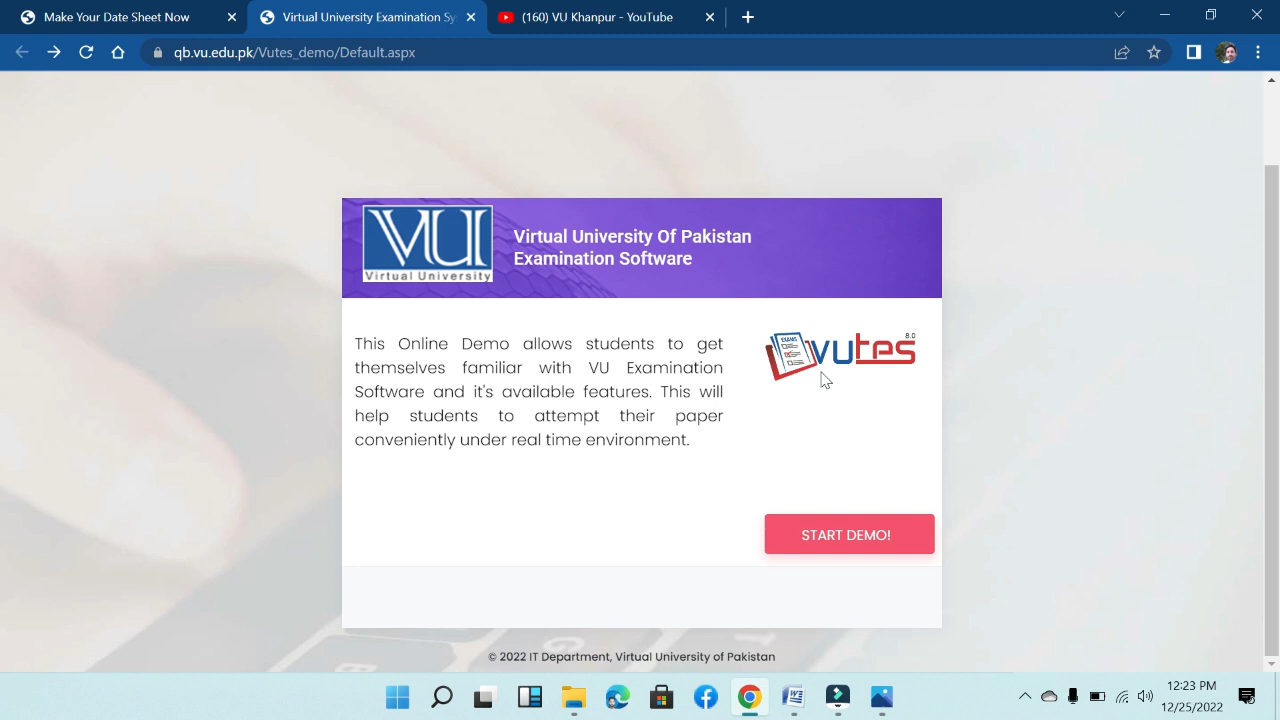 Make Your Date Sheet Now
Virtual University Examination Sy
(160) VU Khanpur - YouTube
qb.vu.edu.pk/Vutes_demo/Default.aspx
VU
Virtual University
Virtual University Of Pakistan
Examination Software
This Online Demo allows students to get
themselves familiar with VU Examination
Software and it's available features. This will
help students to attempt their paper
conveniently under real time environment.
EXAMS
vutes
8.0
START DEMO!
© 2022 IT Department, Virtual University of Pakistan
12:23 PM
12/25/2022